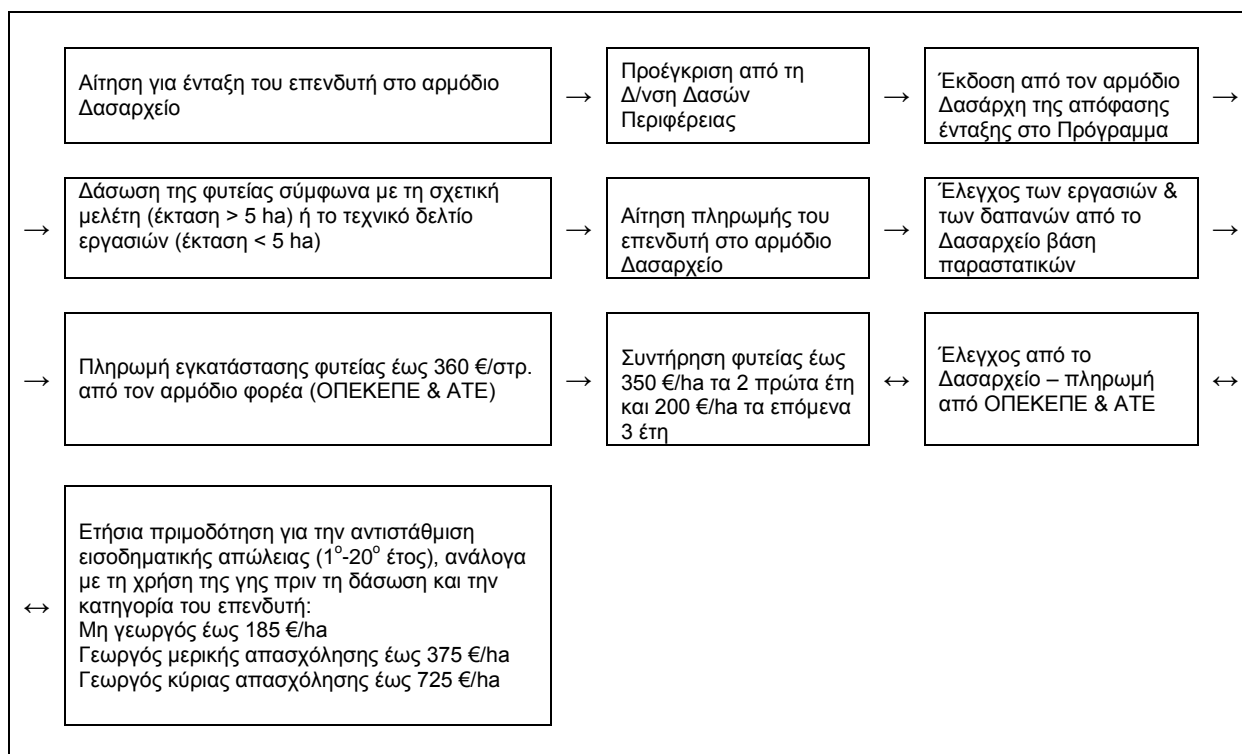 Αίτηση για ένταξη του επενδυτή στο αρμόδιο
Δασαρχείο
→
Προέγκριση από τη
Δ/νση Δασών
Περιφέρειας
→
Έκδοση από τον αρμόδιο
Δασάρχη της απόφασης
ένταξης στο Πρόγραμμα
→
→
Δάσωση της φυτείας σύμφωνα με τη σχετική
μελέτη (έκταση > 5 ha) ή το τεχνικό δελτίο
εργασιών (έκταση < 5 ha)
→
Αίτηση πληρωμής του
επενδυτή στο αρμόδιο
Δασαρχείο
→
Έλεγχος των εργασιών &
των δαπανών από το
Δασαρχείο βάση
παραστατικών
→
→
Πληρωμή εγκατάστασης φυτείας έως 360 €/στρ.
από τον αρμόδιο φορέα (ΟΠΕΚΕΠΕ & ΑΤΕ)
→
Συντήρηση φυτείας έως
350 €/ha τα 2 πρώτα έτη
και 200 €/ha τα επόμενα
3 έτη
↔
Έλεγχος από το
Δασαρχείο – πληρωμή
από ΟΠΕΚΕΠΕ & ΑΤΕ
↔
↔
Ετήσια πριμοδότηση για την αντιστάθμιση
εισοδηματικής απώλειας (1ο-20ο έτος), ανάλογα
με τη χρήση της γης πριν τη δάσωση και την
κατηγορία του επενδυτή:
Μη γεωργός έως 185 €/ha
Γεωργός μερικής απασχόλησης έως 375 €/ha
Γεωργός κύριας απασχόλησης έως 725 €/ha